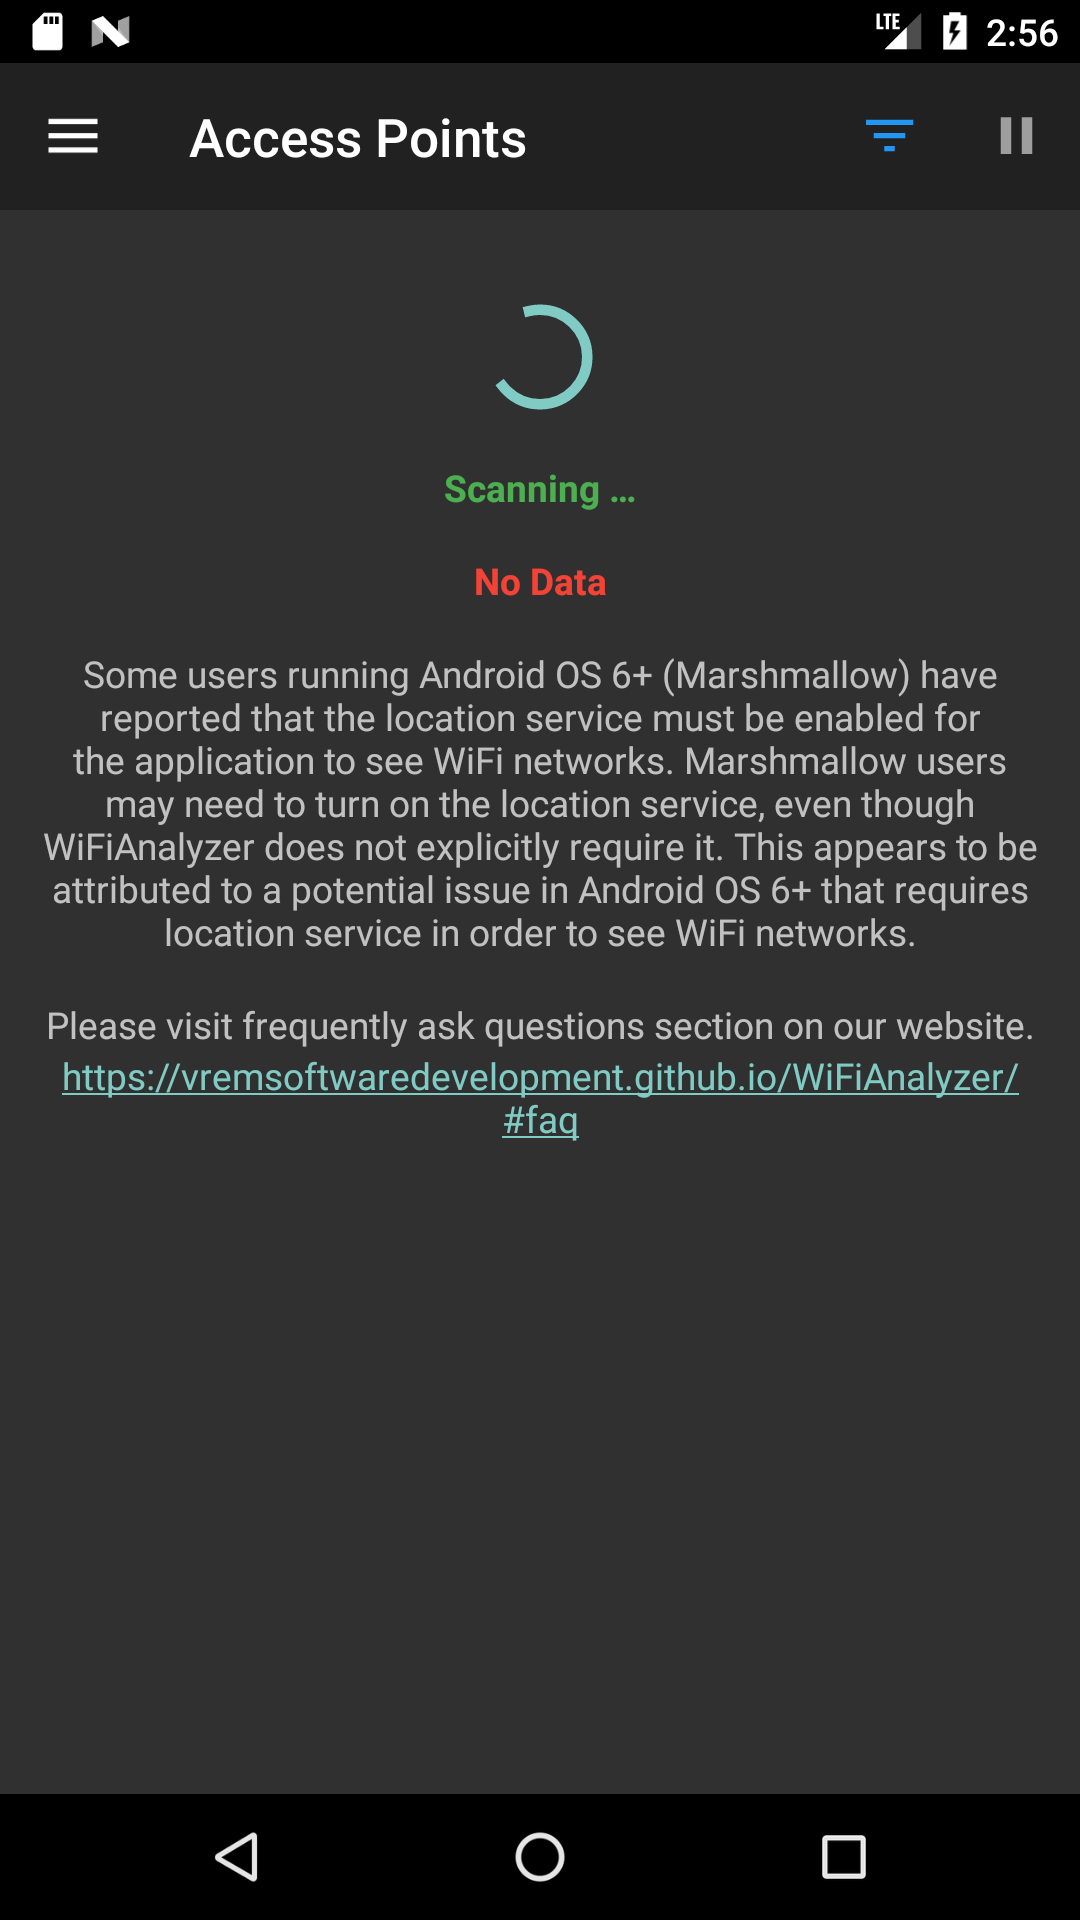 LTE 2:56
Access Points
Scanning ...
No Data
Some users running Android OS 6+ (Marshmallow) have
reported that the location service must be enabled for
the application to see WiFi networks. Marshmallow users
may need to turn on the location service, even though
WiFiAnalyzer does not explicitly require it. This appears to be
attributed to a potential issue in Android OS 6+ that requires
location service in order to see WiFi networks.
Please visit frequently ask questions section on our website.
https://vremsoftwaredevelopment.github.io/WiFiAnalyzer/
#faq